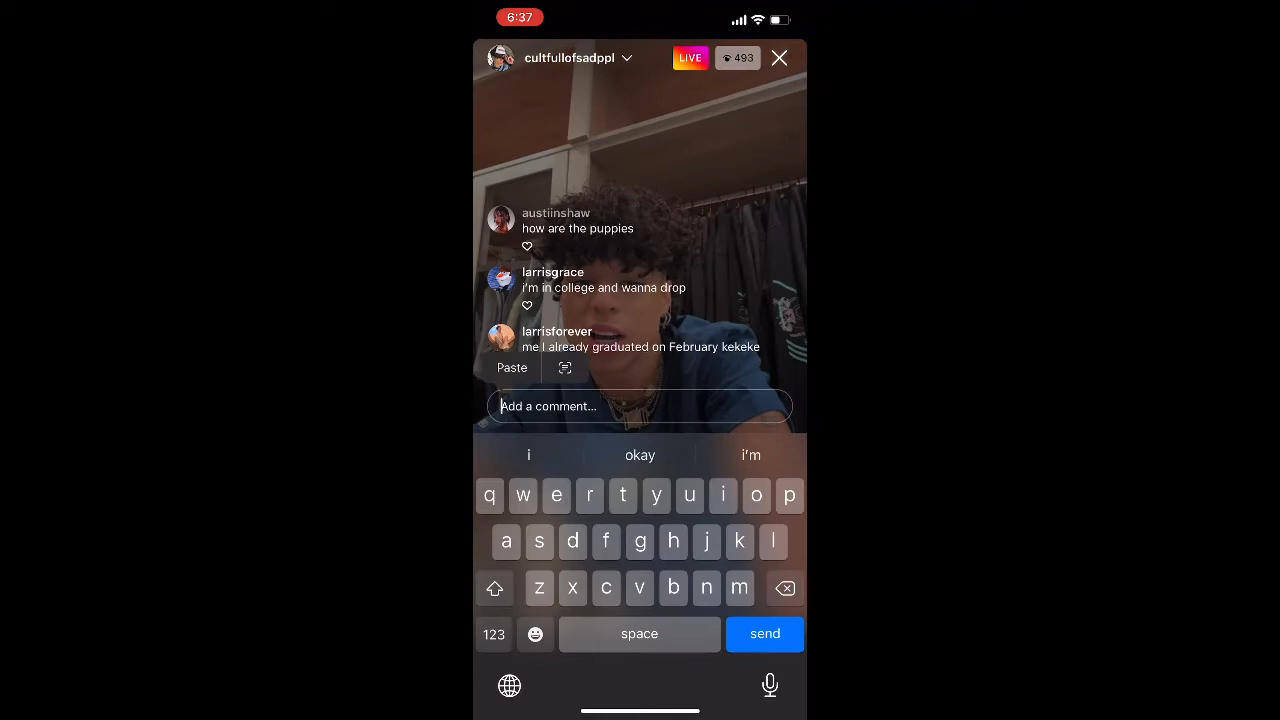 6:37
cultfullofsadppl
LIVE
493
austiinshaw
how are the puppies
larrisgrace
i'm in college and wanna drop
larrisforever
me I already graduated on February kekeke
Paste
Add a comment...
i okay i'm
q w e r t y u i o p
a s d f g h j k l
z x c v b n m
123 space send